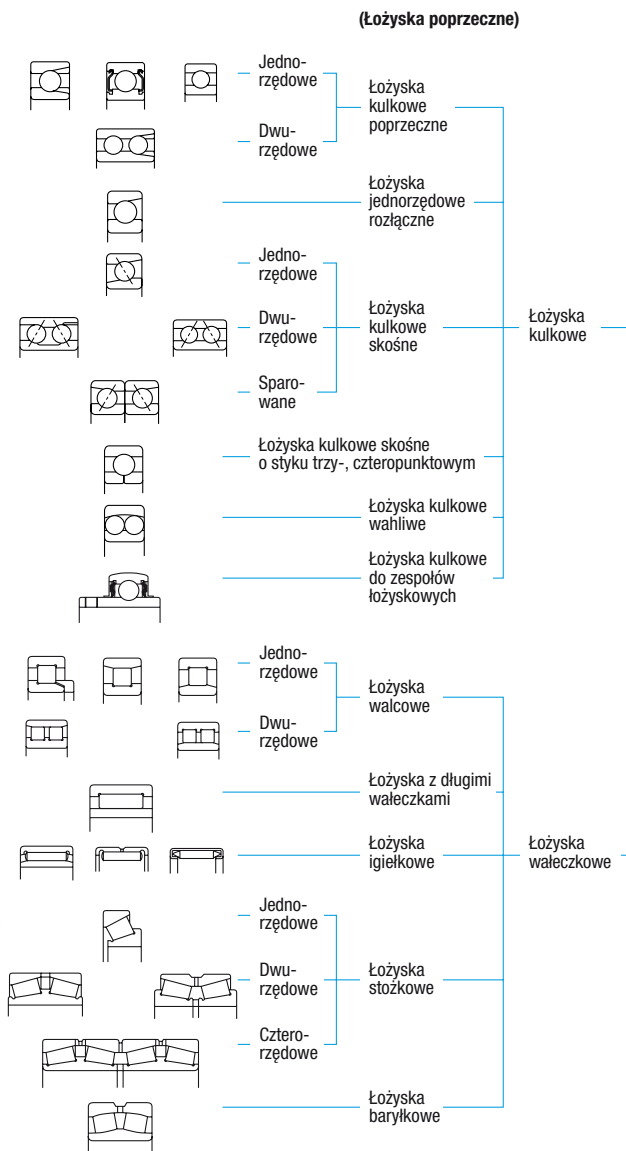 (Łożyska poprzeczne)
Jedno-
rzędowe
Łożyska
kulkowe
poprzeczne
Dwu-
rzędowe
Łożyska
jednorzędowe
rozłączne
Jedno-
rzędowe
Dwu-
rzędowe
Łożyska
kulkowe
skośne
Łożyska
kulkowe
Sparo-
wane
Łożyska kulkowe skośne
o styku trzy-, czteropunktowym
Łożyska kulkowe
wahliwe
Łożyska kulkowe
do zespołów
łożyskowych
Jedno-
rzędowe
Łożyska
walcowe
Dwu-
rzędowe
Łożyska z długimi
wałeczkami
Łożyska
igiełkowe
Łożyska
wałeczkowe
Jedno-
rzędowe
Dwu-
rzędowe
Łożyska
stożkowe
Cztero-
rzędowe
Łożyska
baryłkowe